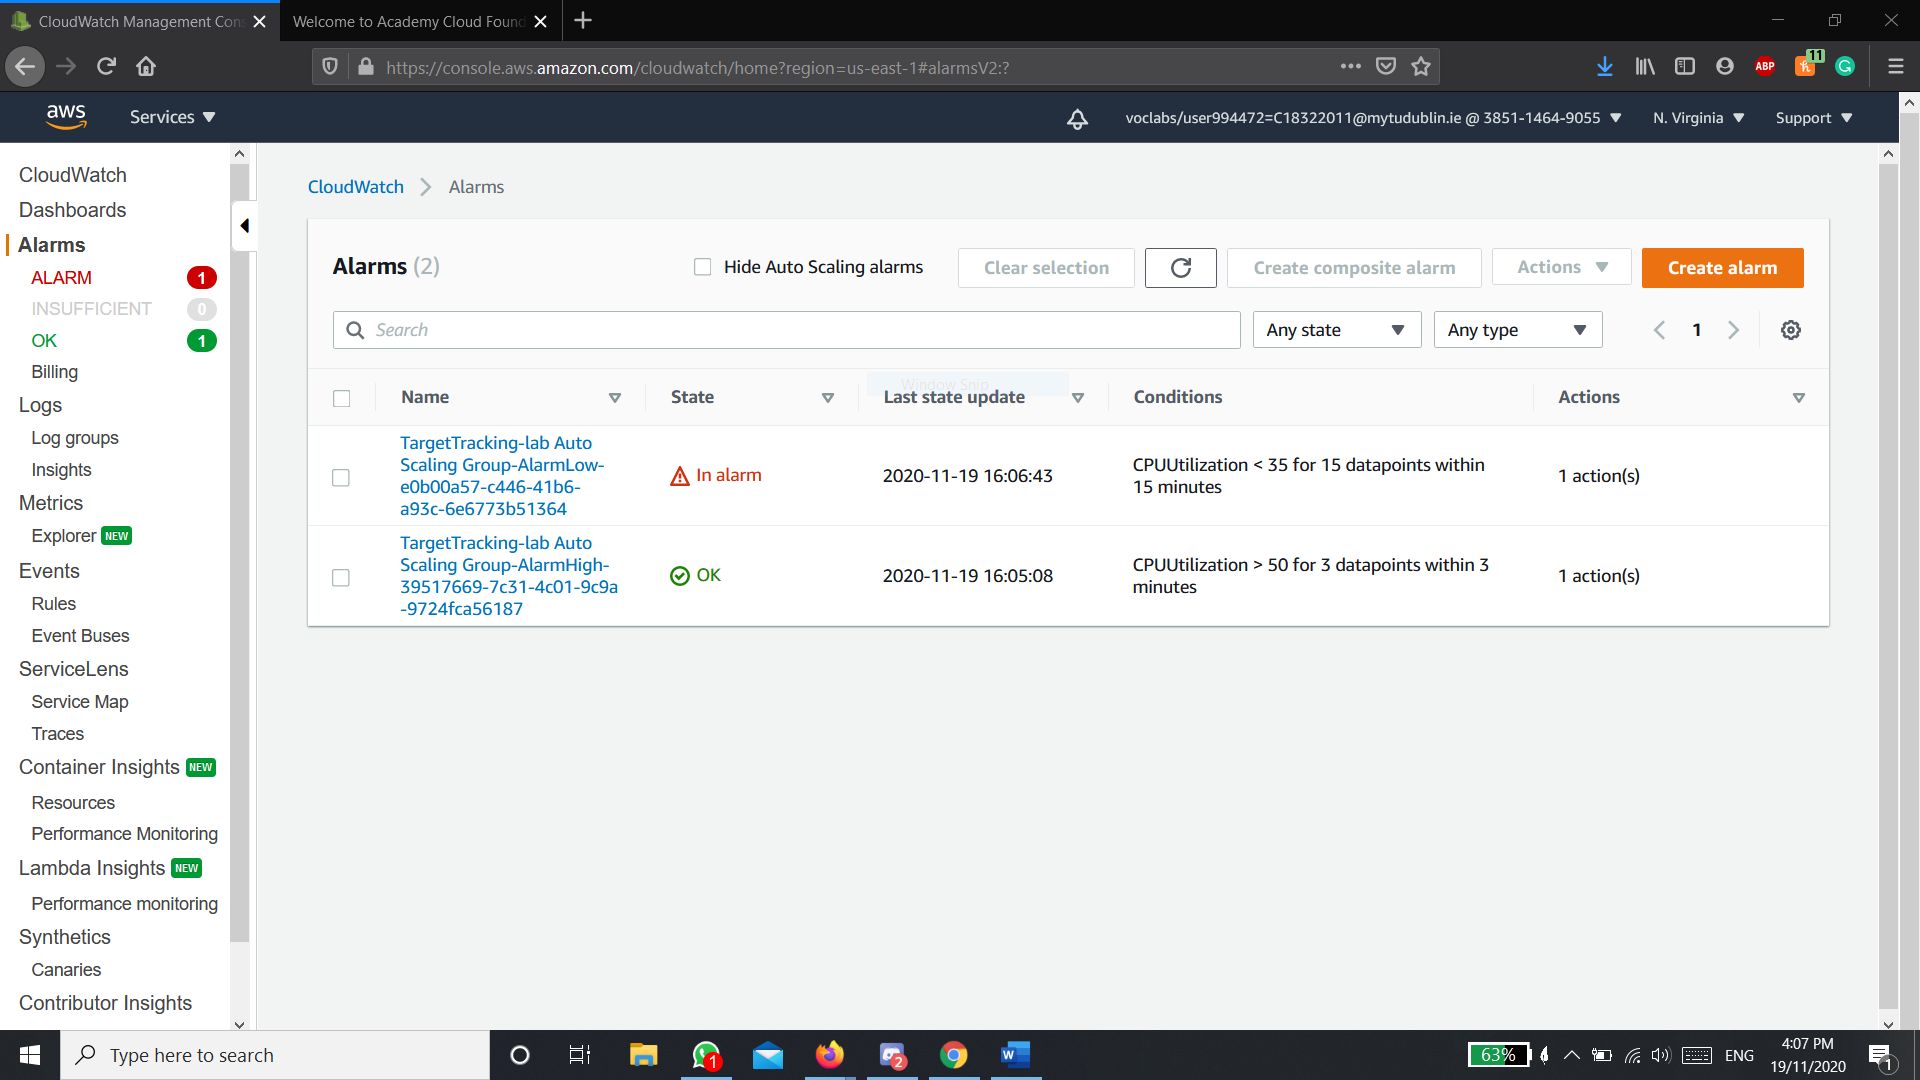 CloudWatch Management Con
Welcome to Academy Cloud Found
https://console.aws.amazon.com/cloudwatch/home?region=us-east-1#alarmsV2:?
ABP
11
aws
Services
voclabs/user994472=C18322011@mytudublin.ie @ 3851-1464-9055
N. Virginia
Support
CloudWatch
Dashboards
Alarms
ALARM 1
INSUFFICIENT 0
OK 1
Billing
Logs
Log groups
Insights
Metrics
Explorer NEW
Events
Rules
Event Buses
ServiceLens
Service Map
Traces
Container Insights NEW
Resources
Performance Monitoring
Lambda Insights NEW
Performance monitoring
Synthetics
Canaries
Contributor Insights
CloudWatch > Alarms
Alarms (2)
Hide Auto Scaling alarms
Clear selection
Create composite alarm
Actions
Create alarm
Search
Any state
Any type
1
Window Snip
Name
State
Last state update
Conditions
Actions
TargetTracking-lab Auto
Scaling Group-AlarmLow-
e0b00a57-c446-41b6-
a93c-6e6773b51364
In alarm
2020-11-19 16:06:43
CPUUtilization < 35 for 15 datapoints within
15 minutes
1 action(s)
TargetTracking-lab Auto
Scaling Group-AlarmHigh-
39517669-7c31-4c01-9c9a
-9724fca56187
OK
2020-11-19 16:05:08
CPUUtilization > 50 for 3 datapoints within 3
minutes
1 action(s)
Type here to search
1
2
63%
ENG
4:07 PM
19/11/2020
1